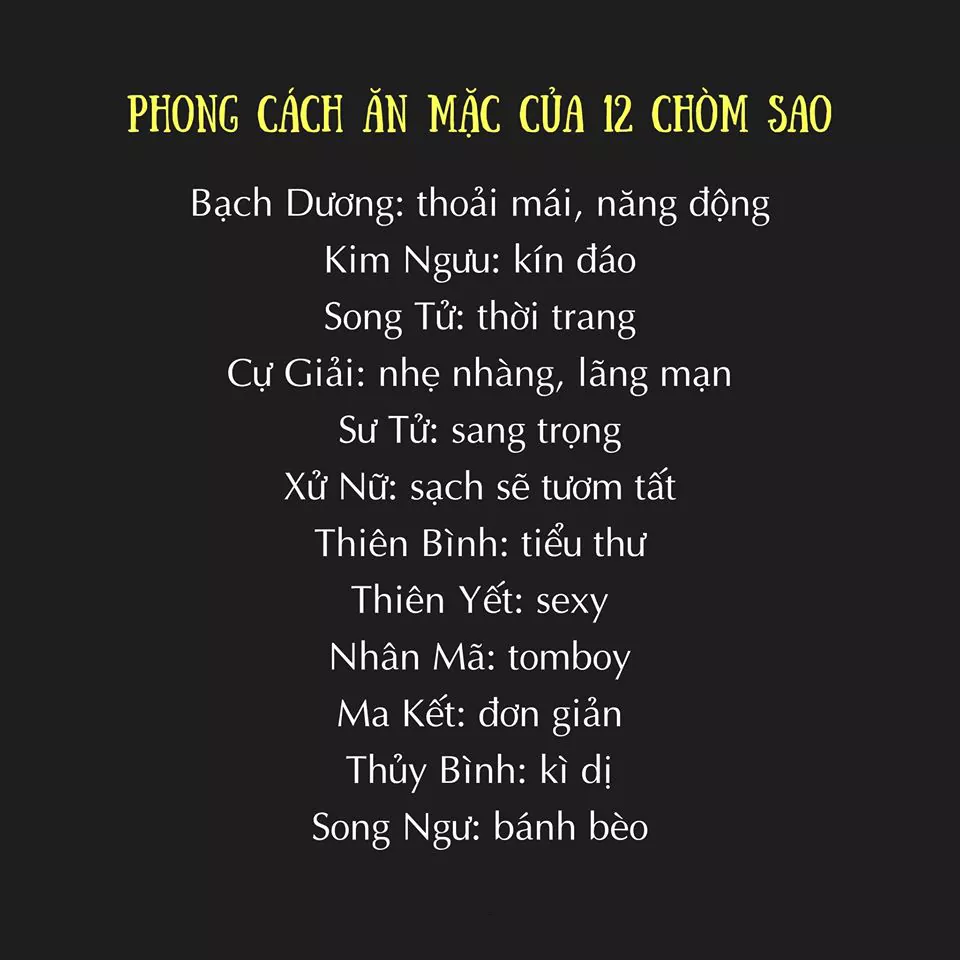 PHONG CÁCH ĂN MẶC CỦA 12 CHÒM SAO
Bạch Dương: thoải mái, năng động
Kim Ngưu: kín đáo
Song Tử: thời trang
Cự Giải: nhẹ nhàng, lãng mạn
Sư Tử: sang trọng
Xử Nữ: sạch sẽ tươm tất
Thiên Bình: tiểu thư
Thiên Yết: sexy
Nhân Mã: tomboy
Ma Kết: đơn giản
Thủy Bình: kì dị
Song Ngư: bánh bèo